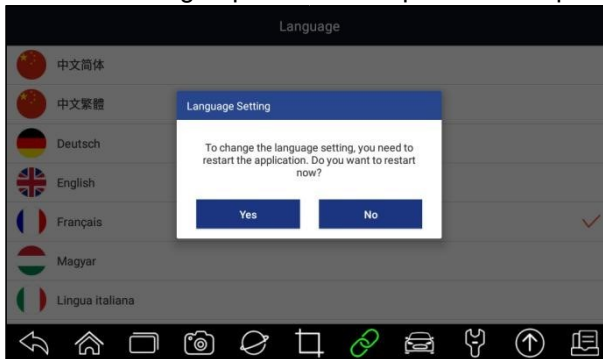 Language
中文简体
中文繁體
Deutsch
English
Français
Magyar
Lingua italiana
Language Setting
To change the language setting, you need to
restart the application. Do you want to restart
now?
Yes
No